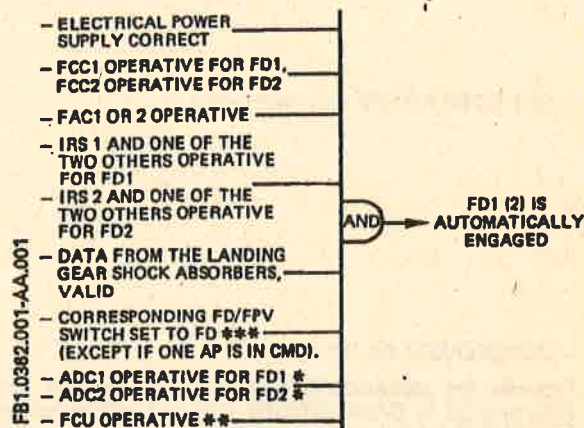 – ELECTRICAL POWER
SUPPLY CORRECT
– FCC1 OPERATIVE FOR FD1,
FCC2 OPERATIVE FOR FD2
– FAC1 OR 2 OPERATIVE
– IRS 1 AND ONE OF THE
TWO OTHERS OPERATIVE
FOR FD1
– IRS 2 AND ONE OF THE
TWO OTHERS OPERATIVE
FOR FD2
– DATA FROM THE LANDING
GEAR SHOCK ABSORBERS,
VALID
– CORRESPONDING FD/FPV
SWITCH SET TO FD ***
(EXCEPT IF ONE AP IS IN CMD).
– ADC1 OPERATIVE FOR FD1 *
– ADC2 OPERATIVE FOR FD2 *
– FCU OPERATIVE **
AND
FD1 (2) IS
AUTOMATICALLY
ENGAGED
FB1.0382.001-AA.001